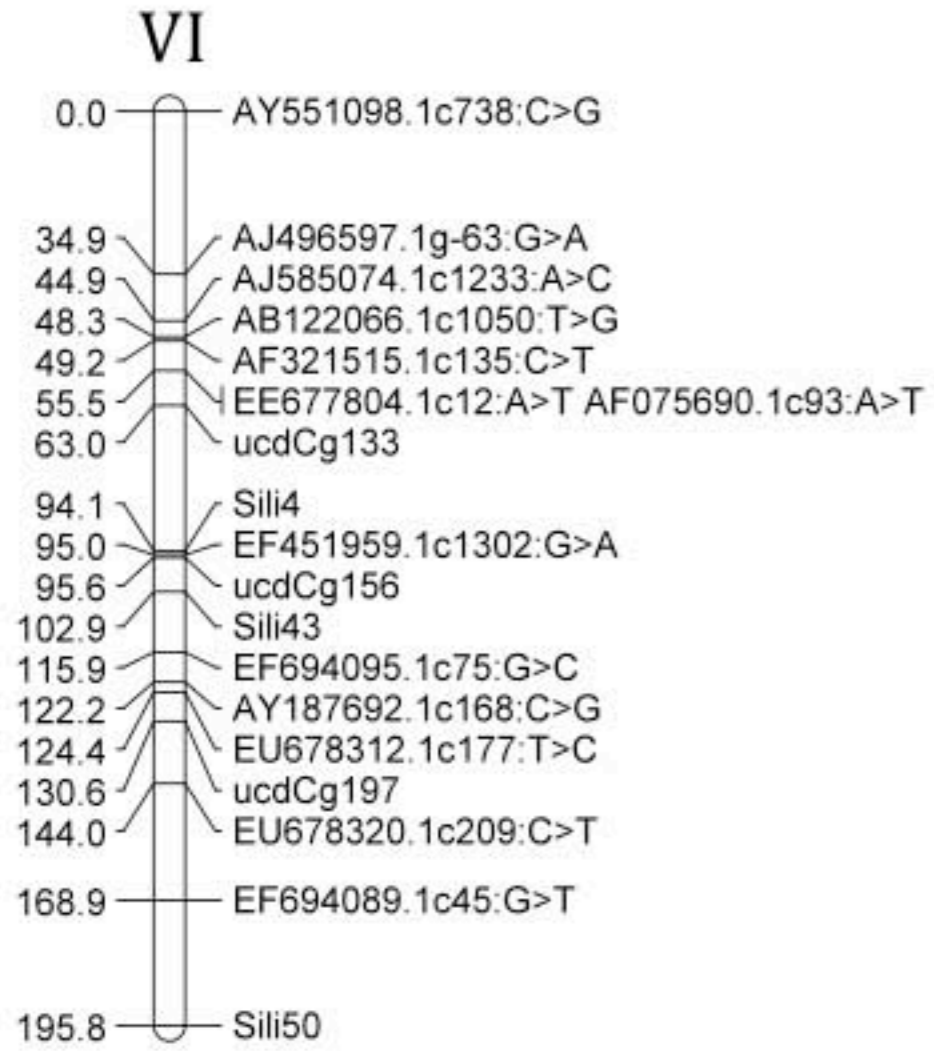 VI
0.0 AY551098.1c738:C>G
34.9 AJ496597.1g-63:G>A
44.9 AJ585074.1c1233:A>C
48.3 AB122066.1c1050:T>G
49.2 AF321515.1c135:C>T
55.5 EE677804.1c12:A>T AF075690.1c93:A>T
63.0 ucdCg133
94.1 Sili4
95.0 EF451959.1c1302:G>A
95.6 ucdCg156
102.9 Sili43
115.9 EF694095.1c75:G>C
122.2 AY187692.1c168:C>G
124.4 EU678312.1c177:T>C
130.6 ucdCg197
144.0 EU678320.1c209:C>T
168.9 EF694089.1c45:G>T
195.8 Sili50